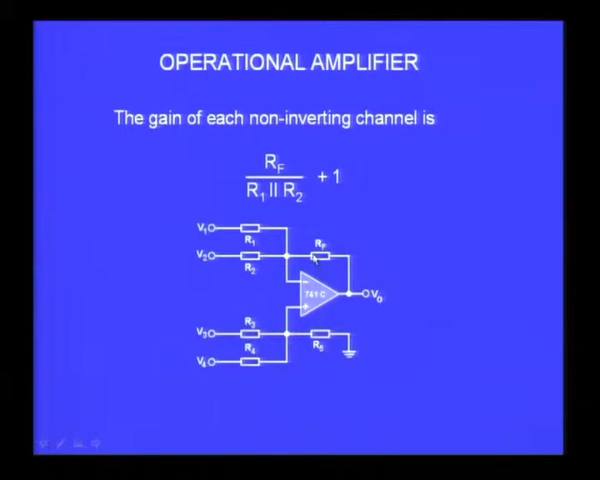 OPERATIONAL AMPLIFIER
The gain of each non-inverting channel is
R_F
R_1 II R_2
+ 1
V_1
R_1
R_F
V_2
R_2
−
741 C
+
V_0
R_3
V_3
R_4
R_5
V_4